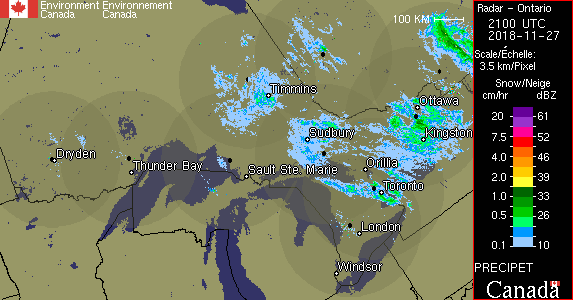 Environment Environnement
Canada Canada
100 KM
Timmins
Ottawa
Sudbury
Kingston
Dryden
Thunder Bay
Sault Ste. Marie
Orillia
Toronto
London
Windsor
Radar - Ontario
2100 UTC
2018-11-27
Scale/Échelle:
3.5 km/Pixel
Snow/Neige
cm/hr dBZ
20 61
7.5 52
4.0 46
2.0 39
1.0 33
0.5 26
0.1 10
PRECIPET
Canada